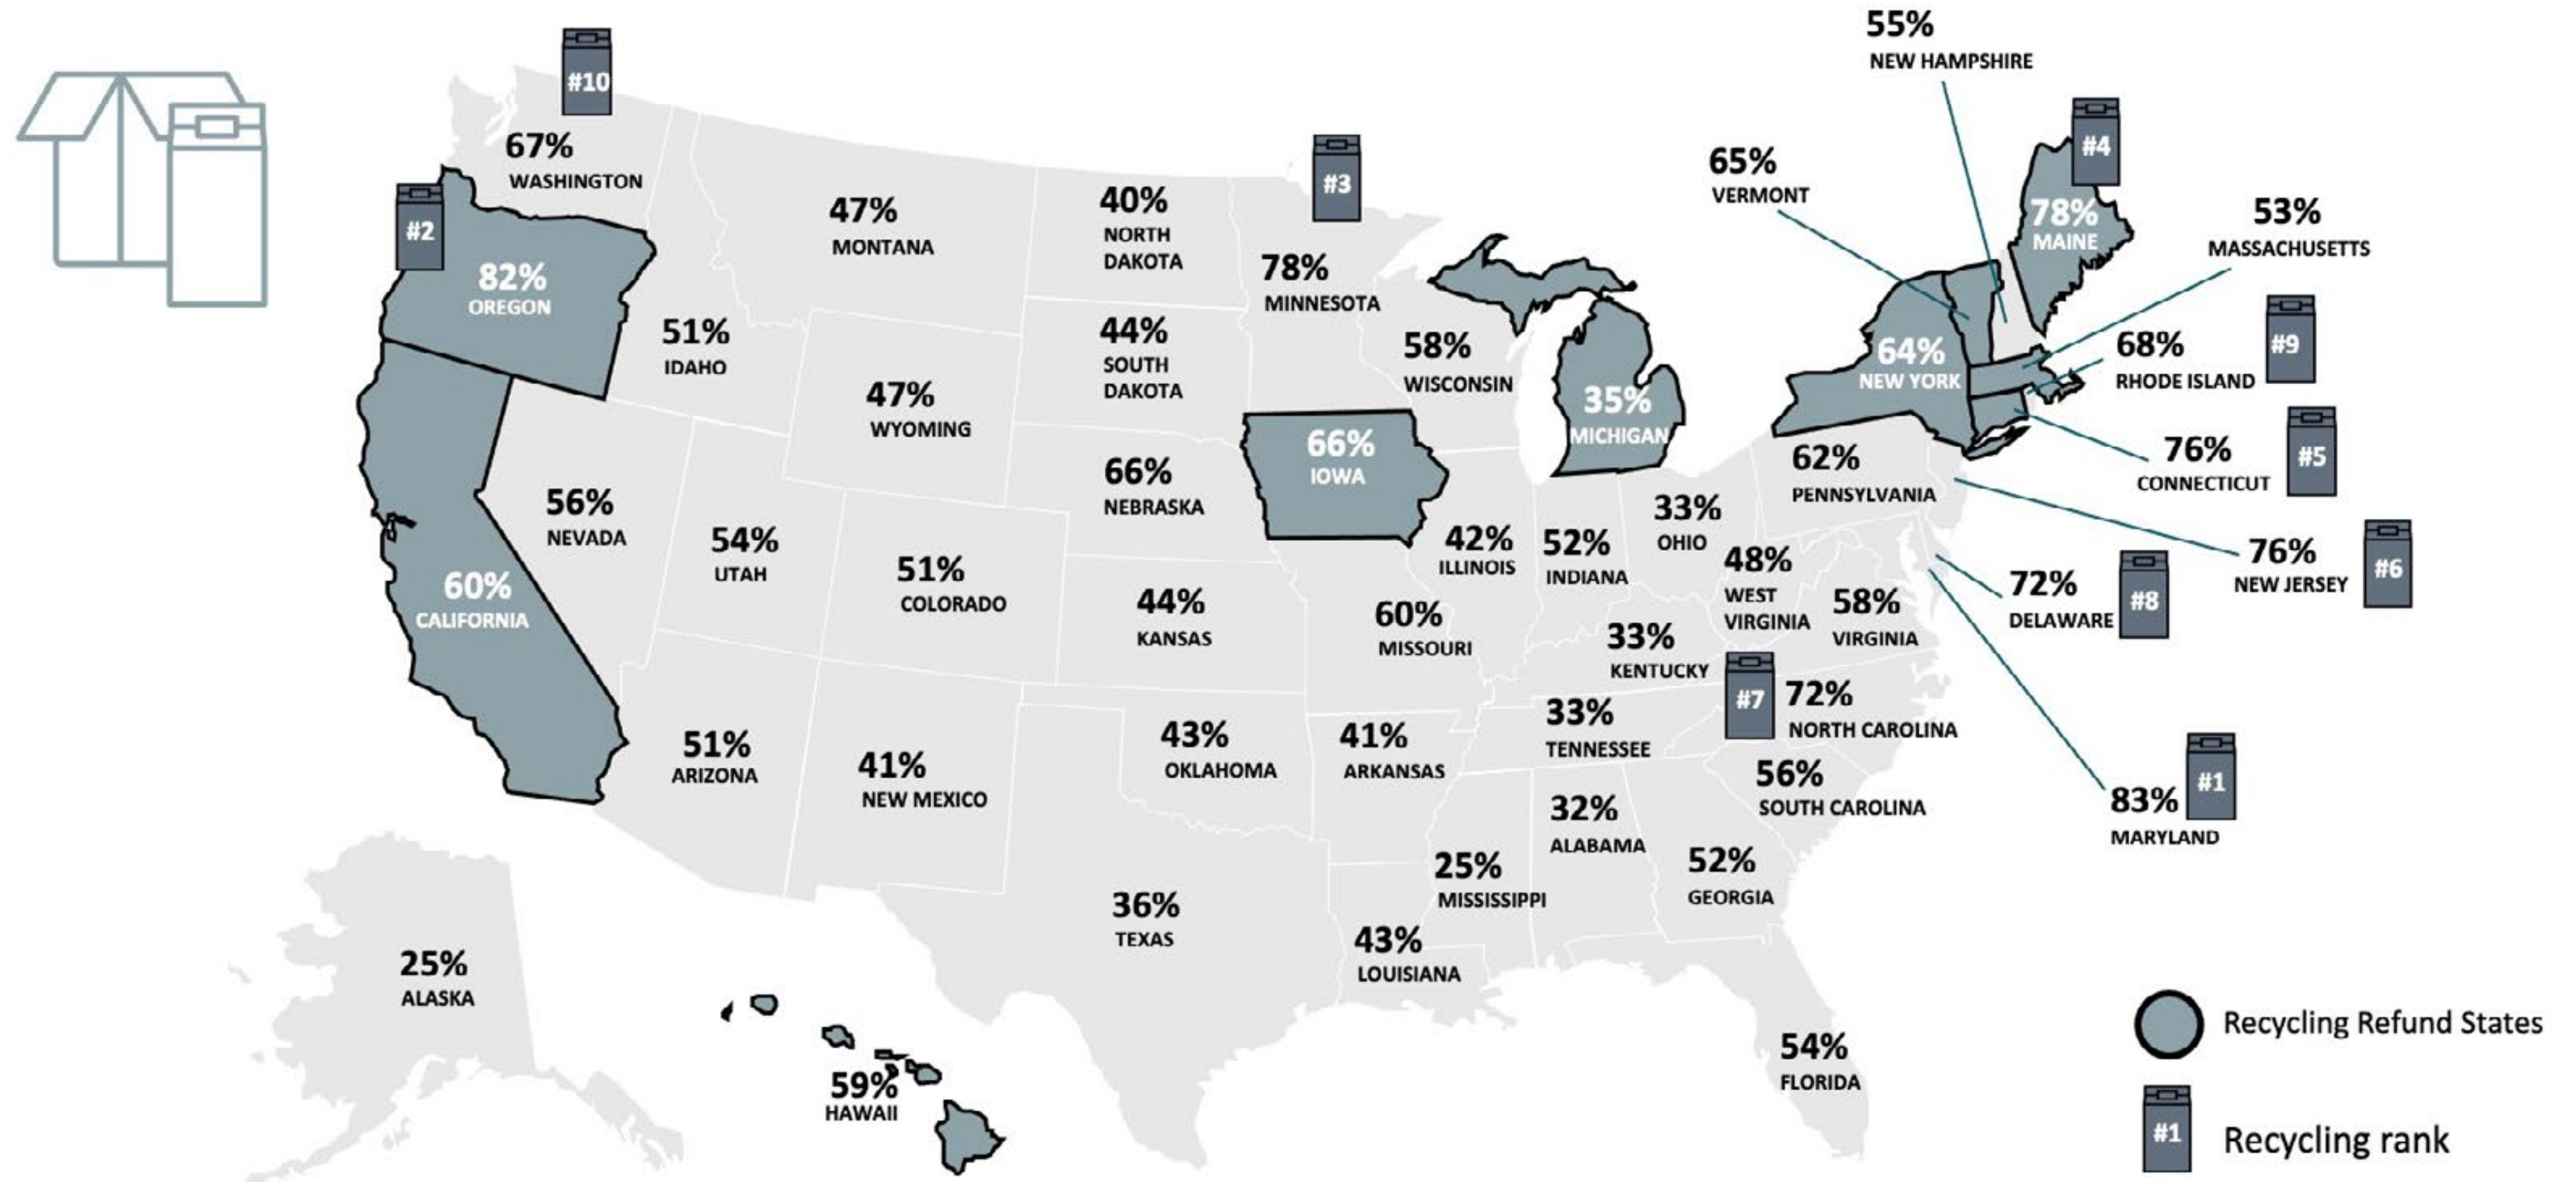 55%
NEW HAMPSHIRE
#10
67%
WASHINGTON
#2
82%
OREGON
47%
MONTANA
40%
NORTH
DAKOTA
#3
78%
MINNESOTA
65%
VERMONT
#4
78%
MAINE
53%
MASSACHUSETTS
51%
IDAHO
44%
SOUTH
DAKOTA
58%
WISCONSIN
35%
MICHIGAN
64%
NEW YORK
68%
RHODE ISLAND
#9
47%
WYOMING
66%
IOWA
76%
CONNECTICUT
#5
56%
NEVADA
66%
NEBRASKA
62%
PENNSYLVANIA
54%
UTAH
51%
COLORADO
42%
ILLINOIS
52%
INDIANA
33%
OHIO
48%
WEST
VIRGINIA
76%
NEW JERSEY
#6
60%
CALIFORNIA
44%
KANSAS
60%
MISSOURI
33%
KENTUCKY
58%
VIRGINIA
72%
DELAWARE
#8
51%
ARIZONA
41%
NEW MEXICO
43%
OKLAHOMA
41%
ARKANSAS
33%
TENNESSEE
#7
72%
NORTH CAROLINA
56%
SOUTH CAROLINA
83%
MARYLAND
#1
36%
TEXAS
25%
MISSISSIPPI
32%
ALABAMA
52%
GEORGIA
43%
LOUISIANA
25%
ALASKA
59%
HAWAII
54%
FLORIDA
Recycling Refund States
#1
Recycling rank